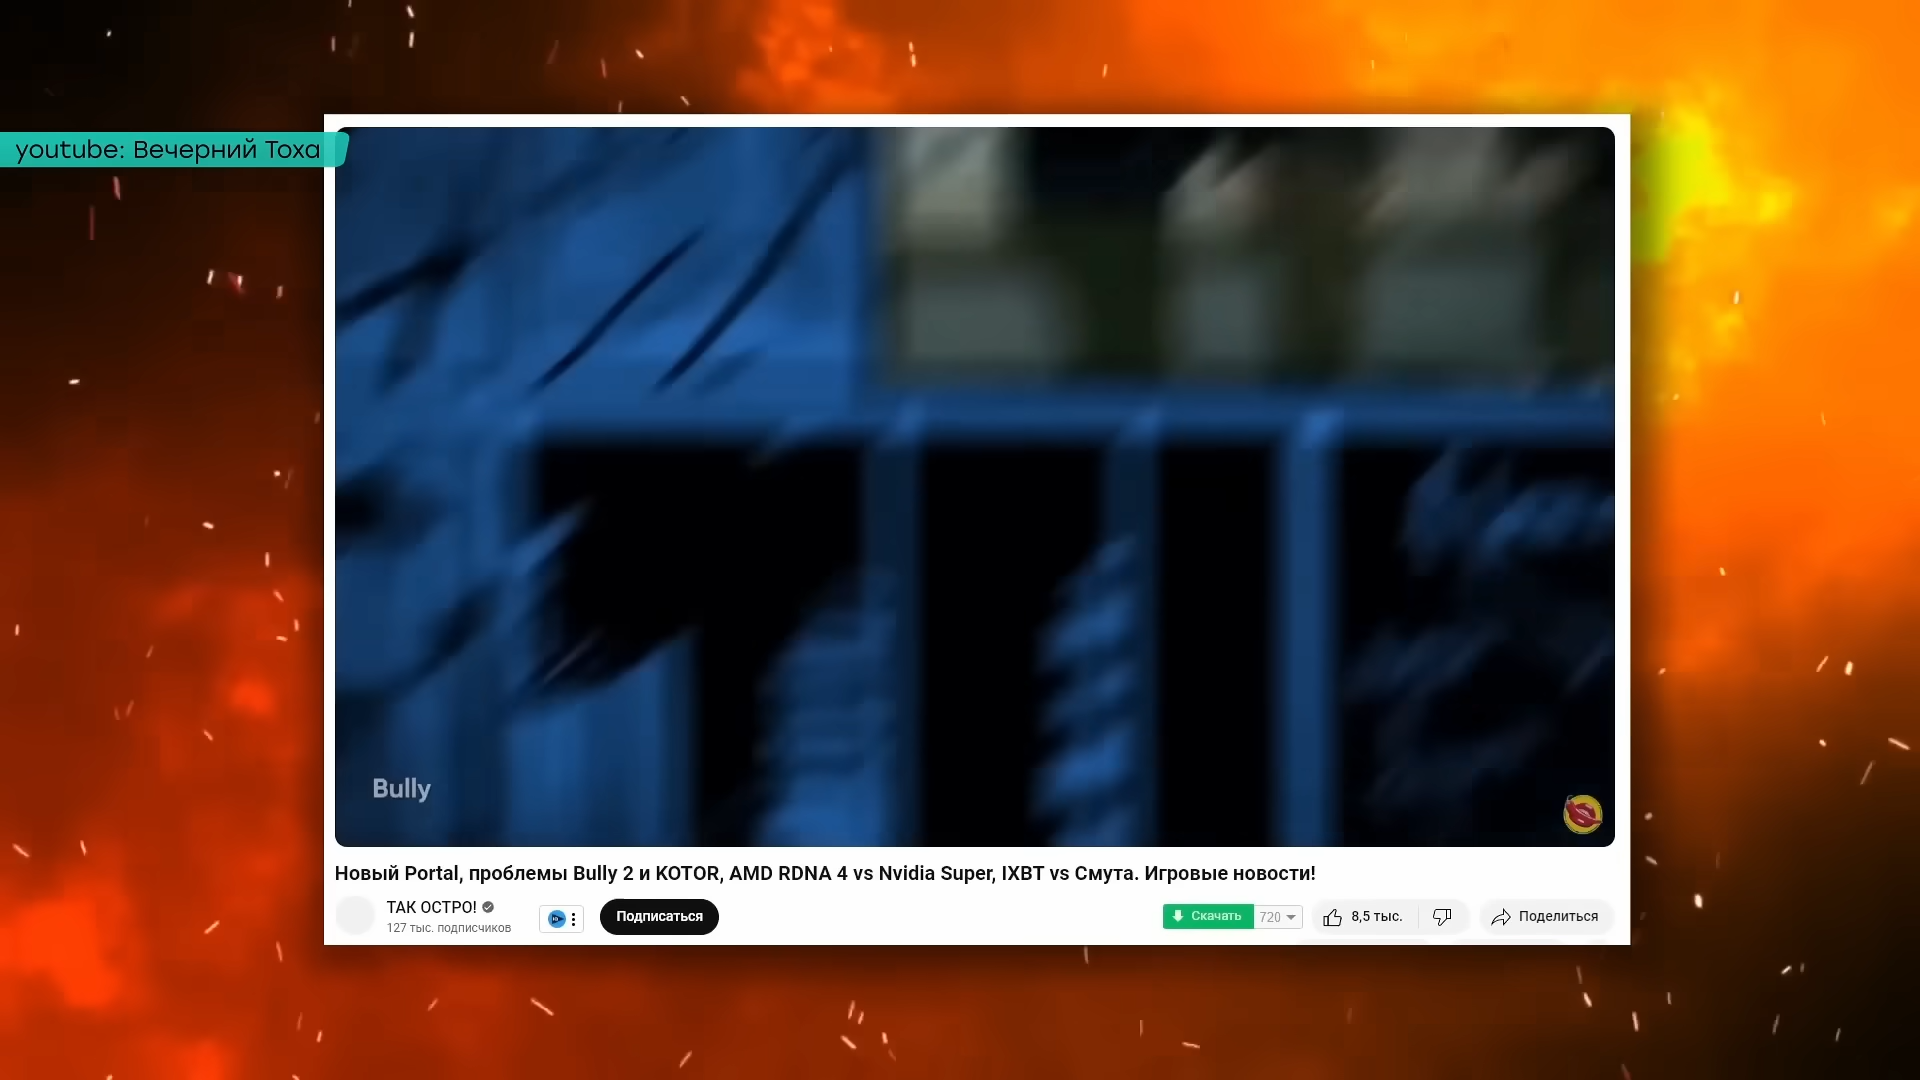 youtube: Вечерний Тоха
Bully
Новый Portal, проблемы Bully 2 и KOTOR, AMD RDNA 4 vs Nvidia Super, IXBT vs Смута. Игровые новости!
ТАК ОСТРО!
127 тыс. подписчиков
Подписаться
Скачать 720
8,5 тыс.
Поделиться